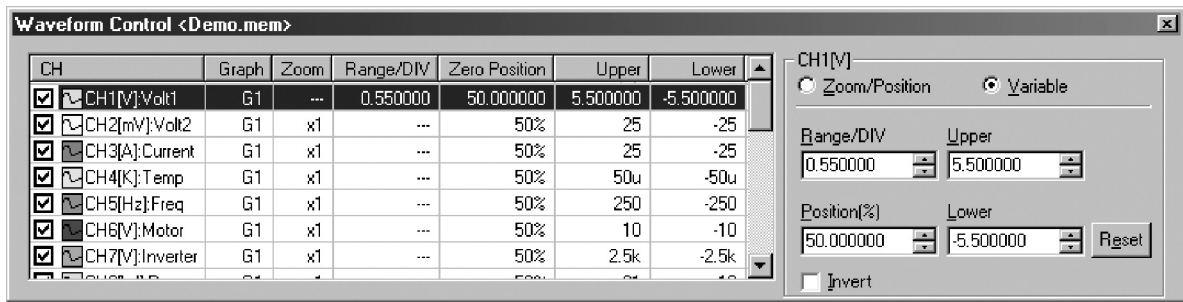 Waveform Control <Demo.mem>
CH Graph Zoom Range/DIV Zero Position Upper Lower
CH1[V]:Volt1 G1 --- 0.550000 50.000000 5.500000 -5.500000
CH2[mV]:Volt2 G1 x1 --- 50% 25 -25
CH3[A]:Current G1 x1 --- 50% 25 -25
CH4[K]:Temp G1 x1 --- 50% 50u -50u
CH5[Hz]:Freq G1 x1 --- 50% 250 -250
CH6[V]:Motor G1 x1 --- 50% 10 -10
CH7[V]:Inverter G1 x1 --- 50% 2.5k -2.5k
CH1[V]
Zoom/Position Variable
Range/DIV Upper
0.550000 5.500000
Position(%) Lower
50.000000 -5.500000 Reset
Invert